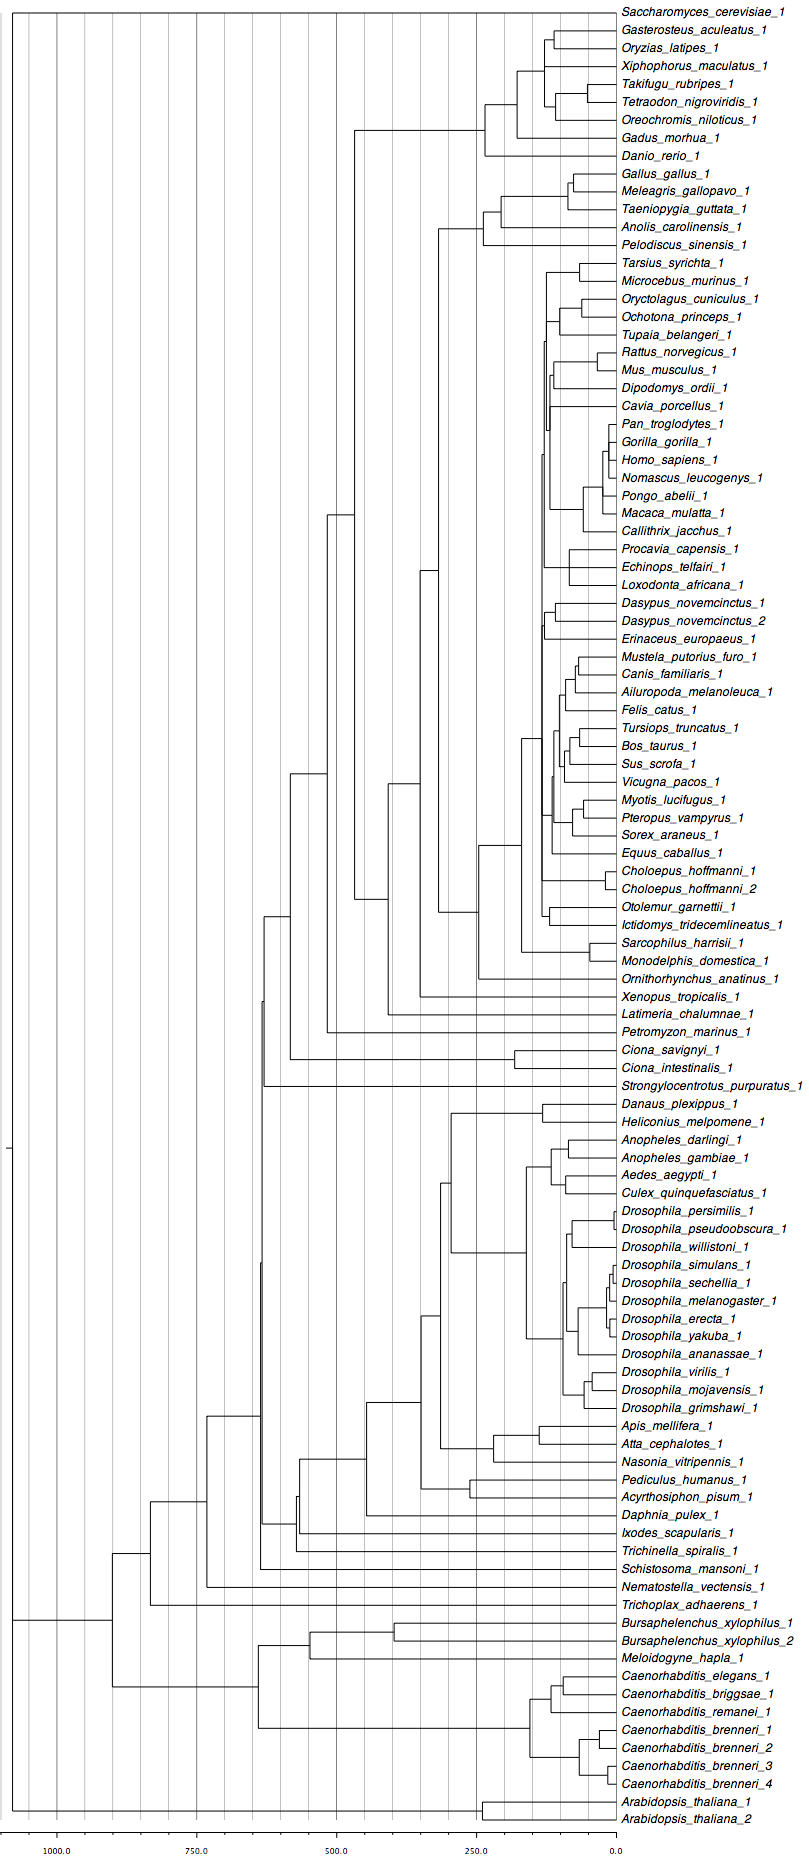 Saccharomyces_cerevisiae_1
Gasterosteus_aculeatus_1
Oryzias_latipes_1
Xiphophorus_maculatus_1
Takifugu_rubripes_1
Tetraodon_nigroviridis_1
Oreochromis_niloticus_1
Gadus_morhua_1
Danio_rerio_1
Gallus_gallus_1
Meleagris_gallopavo_1
Taeniopygia_guttata_1
Anolis_carolinensis_1
Pelodiscus_sinensis_1
Tarsius_syrichta_1
Microcebus_murinus_1
Oryctolagus_cuniculus_1
Ochotona_princeps_1
Tupaia_belangeri_1
Rattus_norvegicus_1
Mus_musculus_1
Dipodomys_ordii_1
Cavia_porcellus_1
Pan_troglodytes_1
Gorilla_gorilla_1
Homo_sapiens_1
Nomascus_leucogenys_1
Pongo_abelii_1
Macaca_mulatta_1
Callithrix_jacchus_1
Procavia_capensis_1
Echinops_telfairi_1
Loxodonta_africana_1
Dasypus_novemcinctus_1
Dasypus_novemcinctus_2
Erinaceus_europaeus_1
Mustela_putorius_furo_1
Canis_familiaris_1
Ailuropoda_melanoleuca_1
Felis_catus_1
Tursiops_truncatus_1
Bos_taurus_1
Sus_scrofa_1
Vicugna_pacos_1
Myotis_lucifugus_1
Pteropus_vampyrus_1
Sorex_araneus_1
Equus_caballus_1
Choloepus_hoffmanni_1
Choloepus_hoffmanni_2
Otolemur_garnettii_1
Ictidomys_tridecemlineatus_1
Sarcophilus_harrisii_1
Monodelphis_domestica_1
Ornithorhynchus_anatinus_1
Xenopus_tropicalis_1
Latimeria_chalumnae_1
Petromyzon_marinus_1
Ciona_savignyi_1
Ciona_intestinalis_1
Strongylocentrotus_purpuratus_1
Danaus_plexippus_1
Heliconius_melpomene_1
Anopheles_darlingi_1
Anopheles_gambiae_1
Aedes_aegypti_1
Culex_quinquefasciatus_1
Drosophila_persimilis_1
Drosophila_pseudoobscura_1
Drosophila_willistoni_1
Drosophila_simulans_1
Drosophila_sechellia_1
Drosophila_melanogaster_1
Drosophila_erecta_1
Drosophila_yakuba_1
Drosophila_ananassae_1
Drosophila_virilis_1
Drosophila_mojavensis_1
Drosophila_grimshawi_1
Apis_mellifera_1
Atta_cephalotes_1
Nasonia_vitripennis_1
Pediculus_humanus_1
Acyrthosiphon_pisum_1
Daphnia_pulex_1
Ixodes_scapularis_1
Trichinella_spiralis_1
Schistosoma_mansoni_1
Nematostella_vectensis_1
Trichoplax_adhaerens_1
Bursaphelenchus_xylophilus_1
Bursaphelenchus_xylophilus_2
Meloidogyne_hapla_1
Caenorhabditis_elegans_1
Caenorhabditis_briggsae_1
Caenorhabditis_remanei_1
Caenorhabditis_brenneri_1
Caenorhabditis_brenneri_2
Caenorhabditis_brenneri_3
Caenorhabditis_brenneri_4
Arabidopsis_thaliana_1
Arabidopsis_thaliana_2
1000.0 750.0 500.0 250.0 0.0